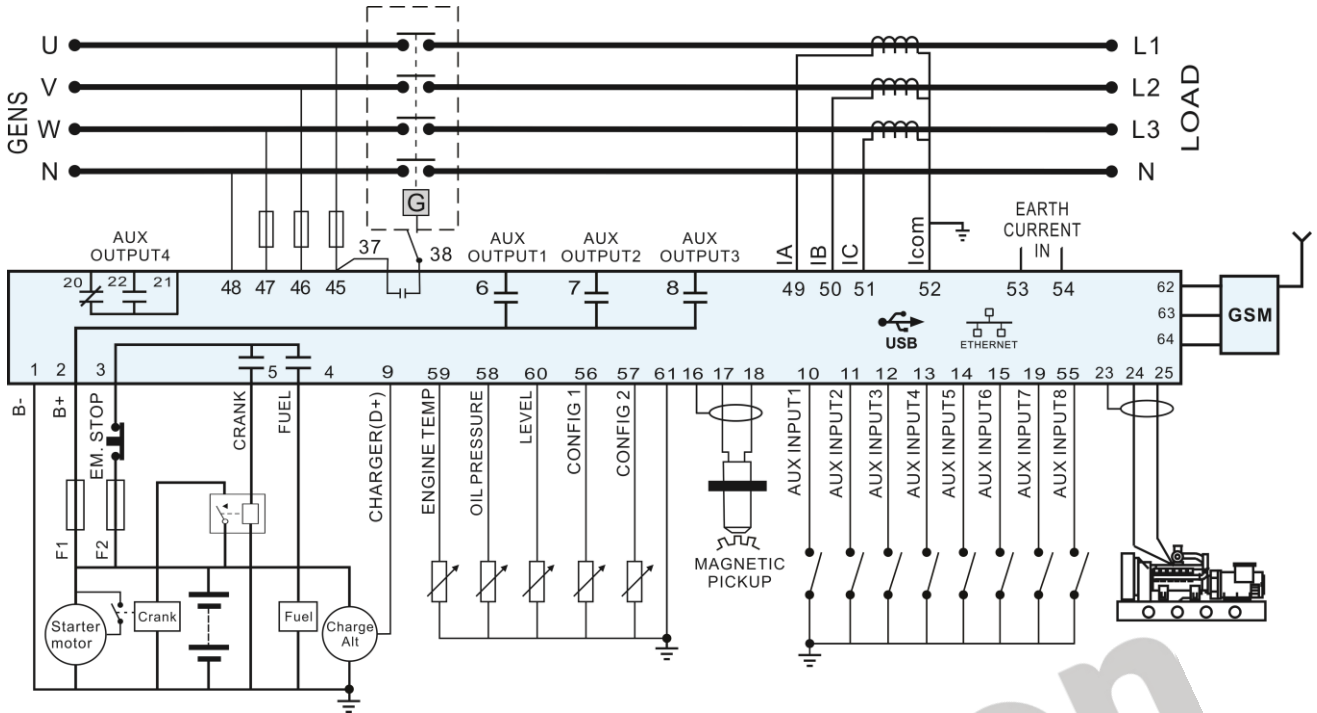 U
L1
V
L2
W
L3
N
N
GENS
LOAD
G
AUX
OUTPUT4
37
38
AUX
OUTPUT1
AUX
OUTPUT2
AUX
OUTPUT3
IA
IB
IC
Icom
EARTH
CURRENT
IN
20
22
21
48
47
46
45
6
7
8
49
50
51
52
53
54
62
63
64
GSM
USB
ETHERNET
1
2
3
5
4
9
59
58
60
56
57
61
16
17
18
10
11
12
13
14
15
19
55
23
24
25
B-
B+
EM. STOP
CRANK
FUEL
CHARGER(D+)
ENGINE TEMP
OIL PRESSURE
LEVEL
CONFIG 1
CONFIG 2
AUX INPUT1
AUX INPUT2
AUX INPUT3
AUX INPUT4
AUX INPUT5
AUX INPUT6
AUX INPUT7
AUX INPUT8
F1
F2
MAGNETIC
PICKUP
Starter
motor
Crank
Fuel
Charge
Alt